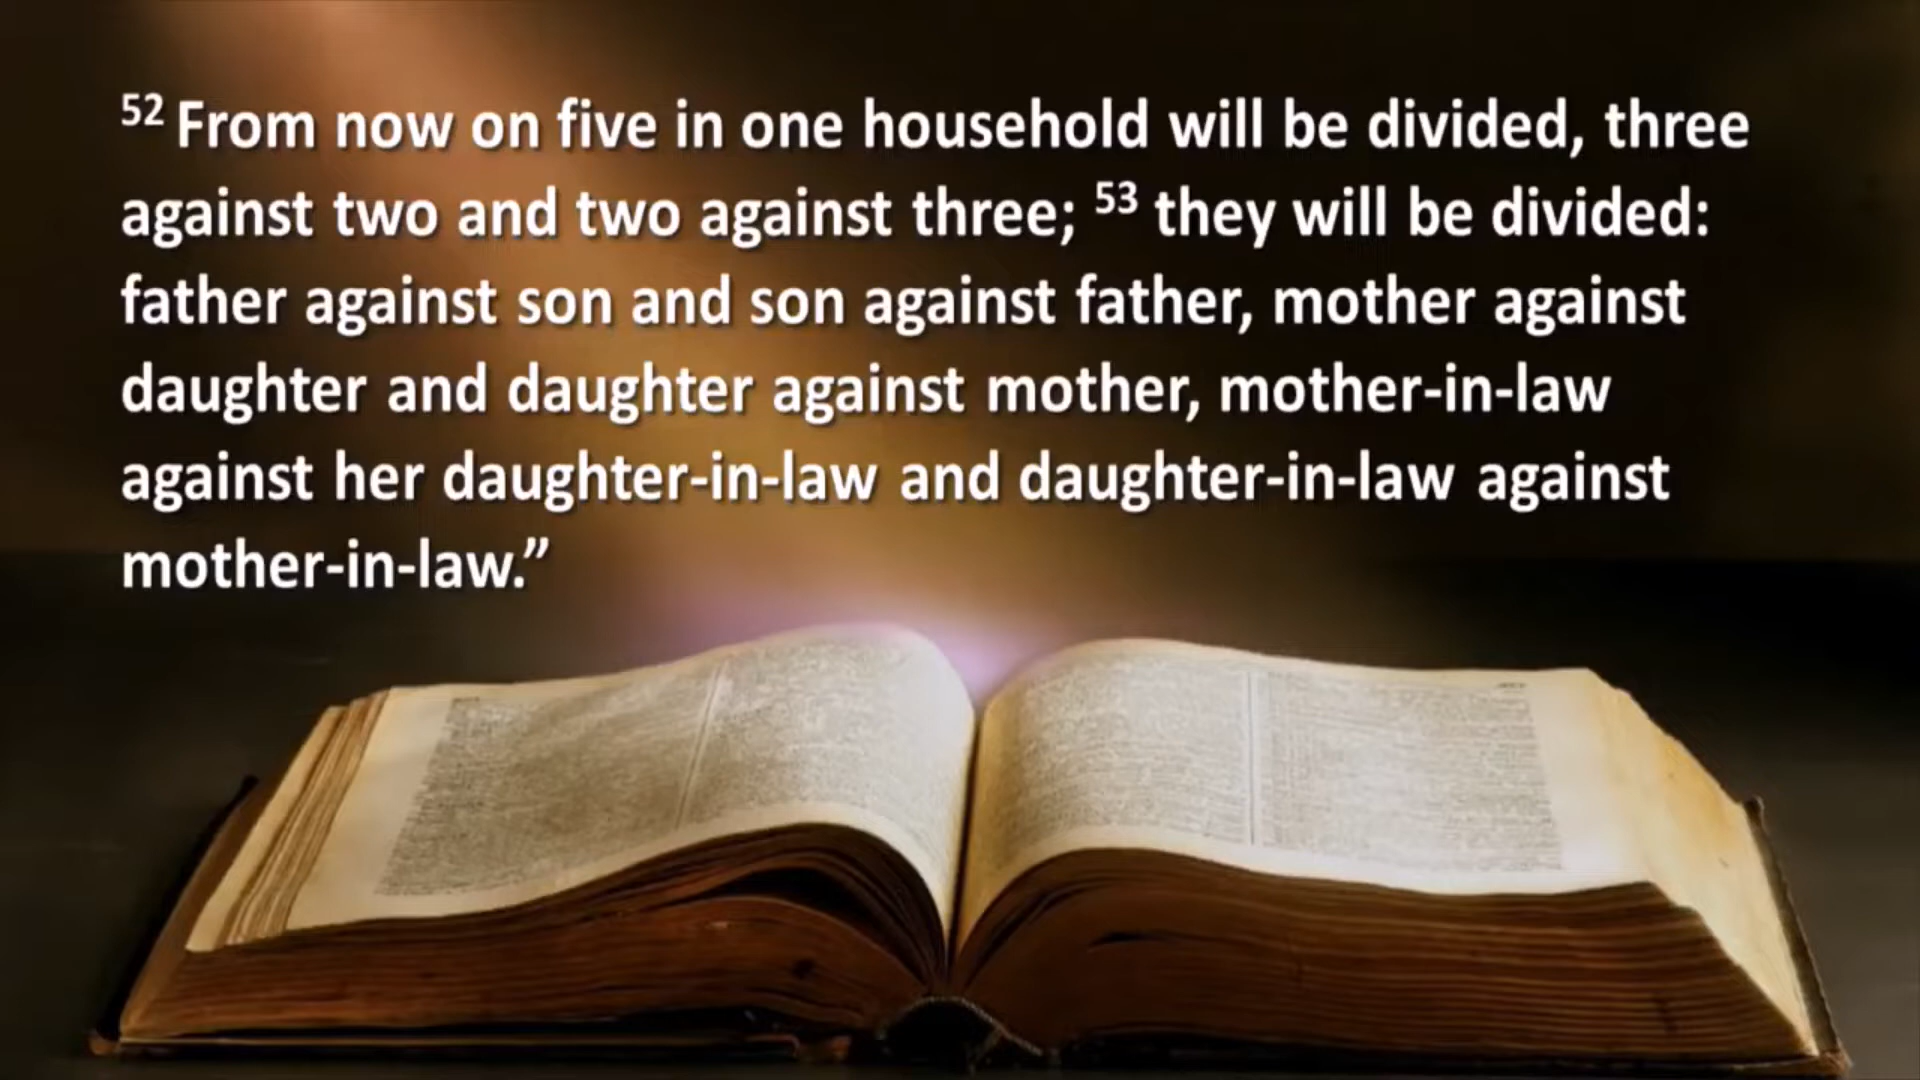 52 From now on five in one household will be divided, three
against two and two against three; 53 they will be divided:
father against son and son against father, mother against
daughter and daughter against mother, mother-in-law
against her daughter-in-law and daughter-in-law against
mother-in-law.”